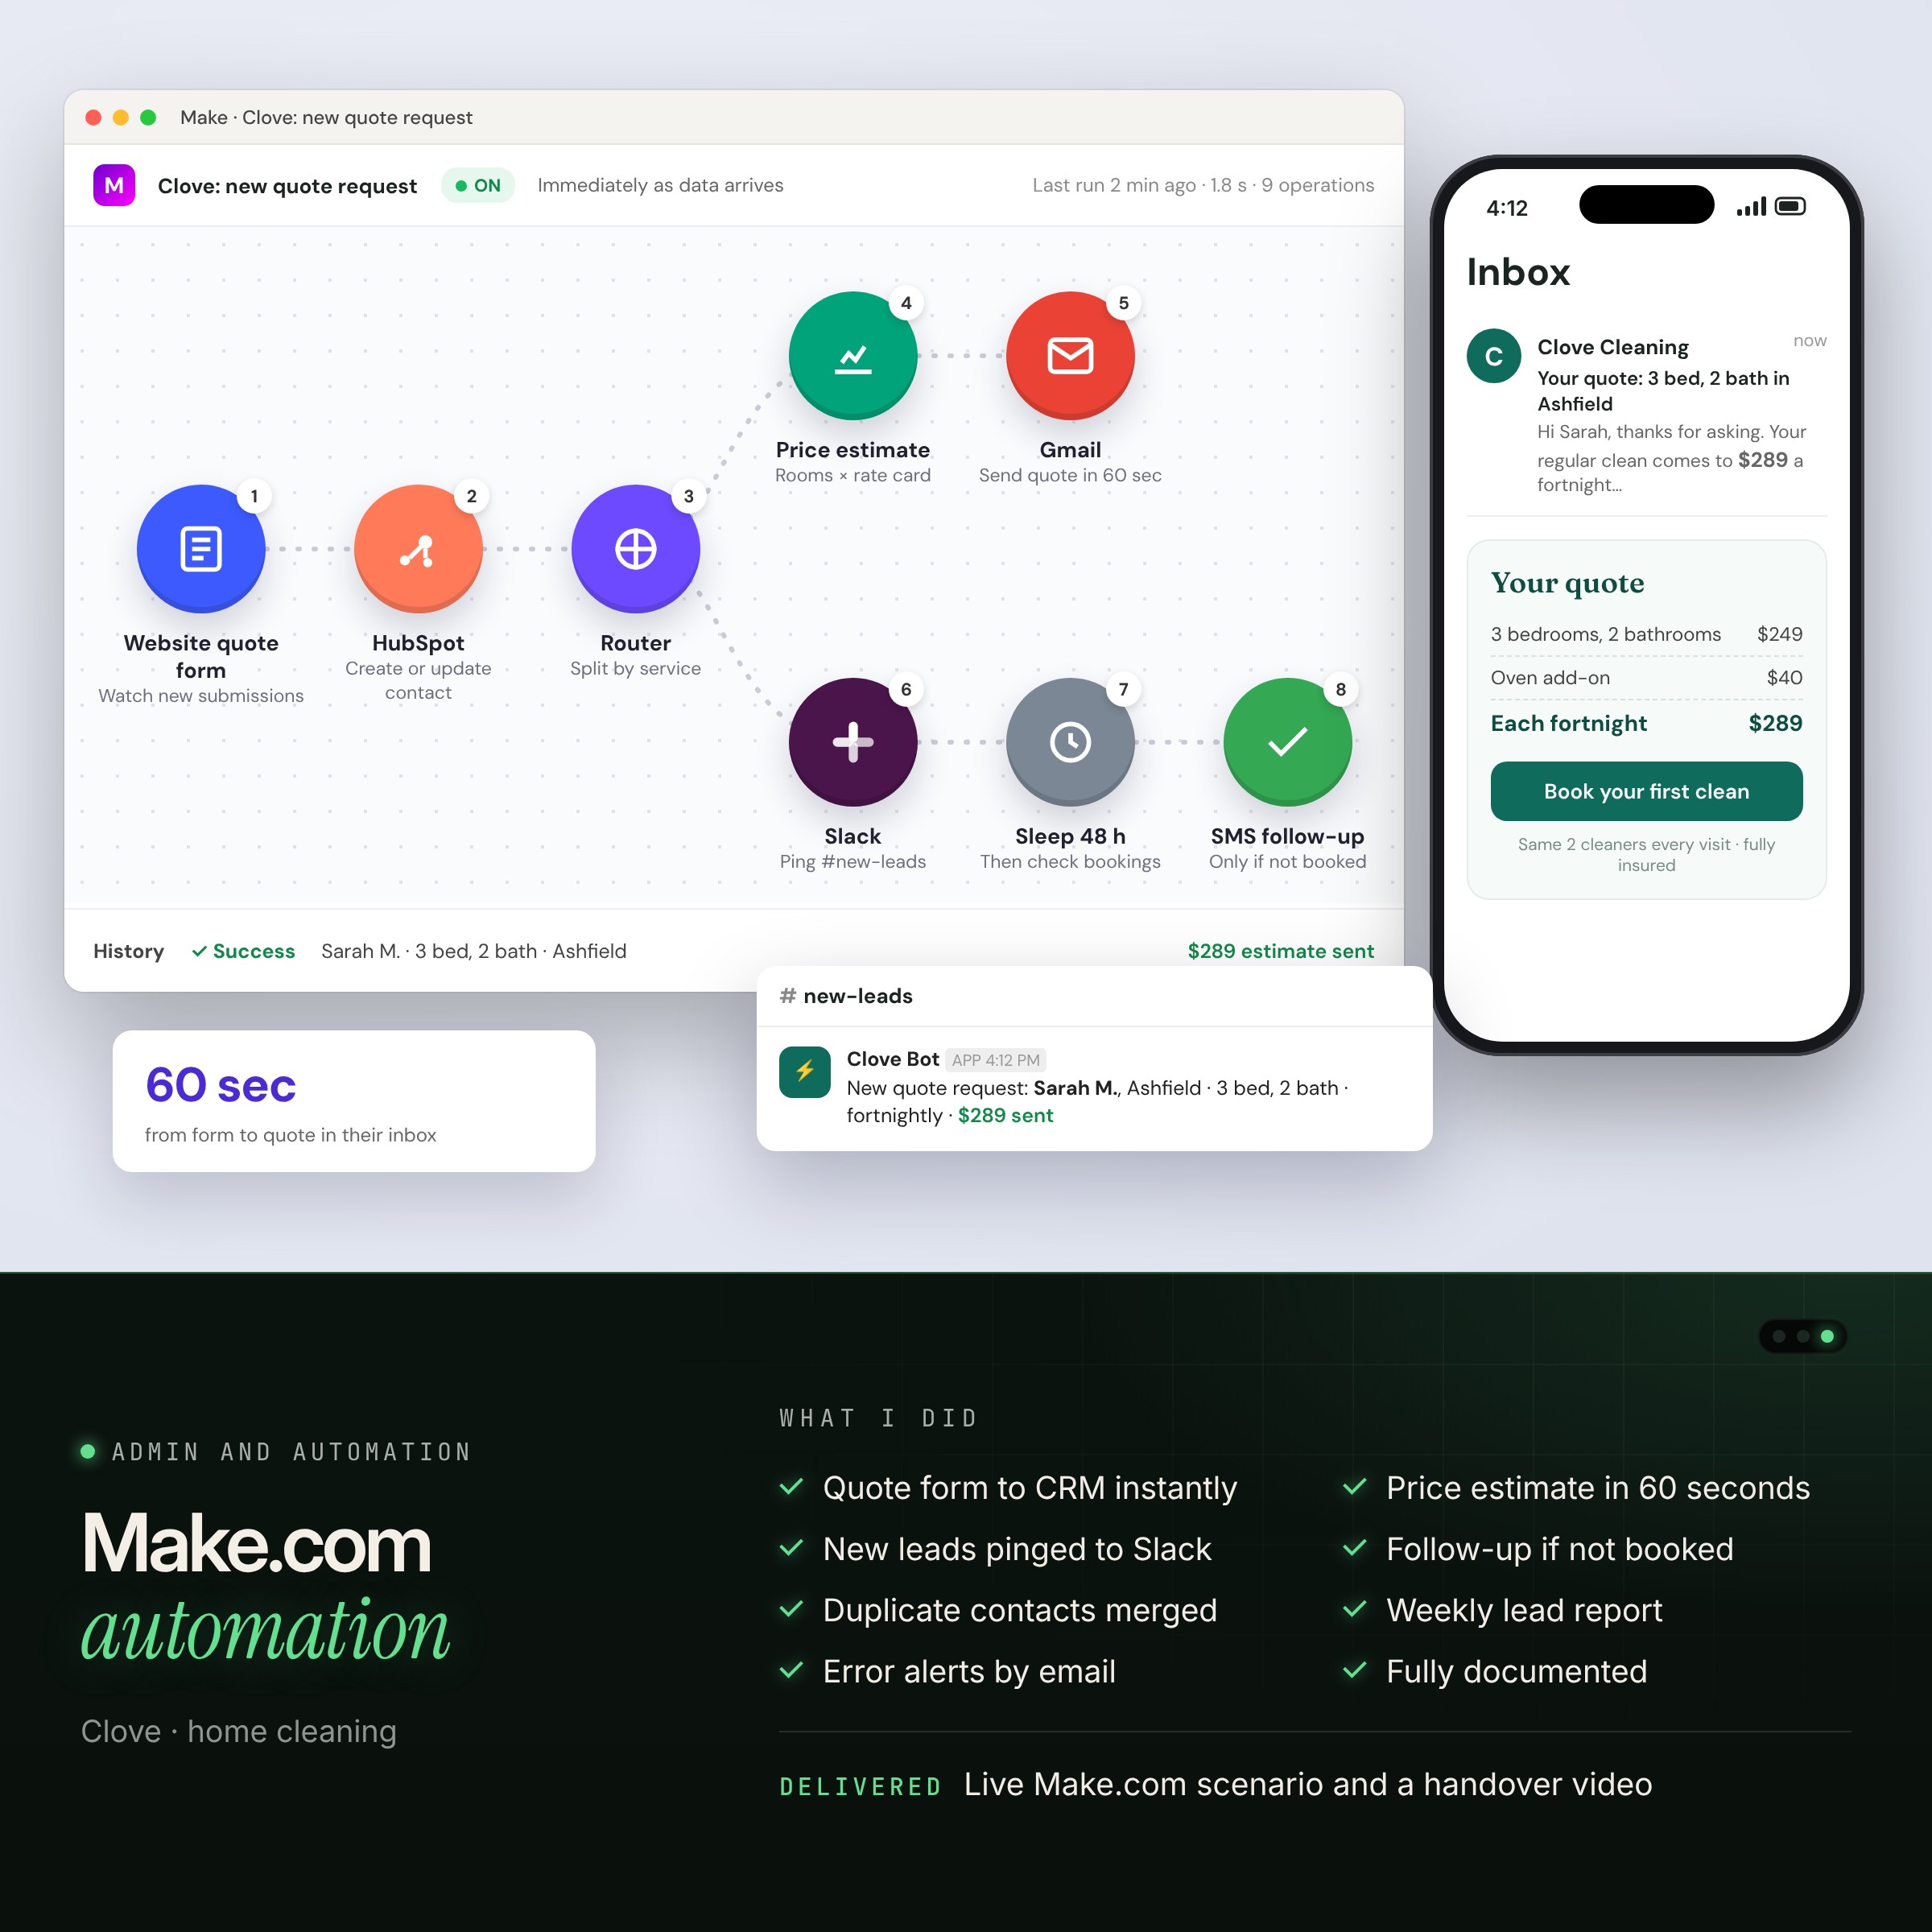 Make · Clove: new quote request
M
Clove: new quote request
ON
Immediately as data arrives
Last run 2 min ago · 1.8 s · 9 operations
4
Price estimate
Rooms × rate card
5
Gmail
Send quote in 60 sec
1
Website quote
form
Watch new submissions
2
HubSpot
Create or update
contact
3
Router
Split by service
6
Slack
Ping #new-leads
7
Sleep 48 h
Then check bookings
8
SMS follow-up
Only if not booked
History
✓ Success
Sarah M. · 3 bed, 2 bath · Ashfield
$289 estimate sent
4:12
Inbox
C
Clove Cleaning
now
Your quote: 3 bed, 2 bath in
Ashfield
Hi Sarah, thanks for asking. Your
regular clean comes to $289 a
fortnight...
Your quote
3 bedrooms, 2 bathrooms $249
Oven add-on $40
Each fortnight $289
Book your first clean
Same 2 cleaners every visit · fully
insured
60 sec
from form to quote in their inbox
# new-leads
Clove Bot APP 4:12 PM
New quote request: Sarah M., Ashfield · 3 bed, 2 bath ·
fortnightly · $289 sent
ADMIN AND AUTOMATION
Make.com
automation
Clove · home cleaning
WHAT I DID
Quote form to CRM instantly
Price estimate in 60 seconds
New leads pinged to Slack
Follow-up if not booked
Duplicate contacts merged
Weekly lead report
Error alerts by email
Fully documented
DELIVERED Live Make.com scenario and a handover video